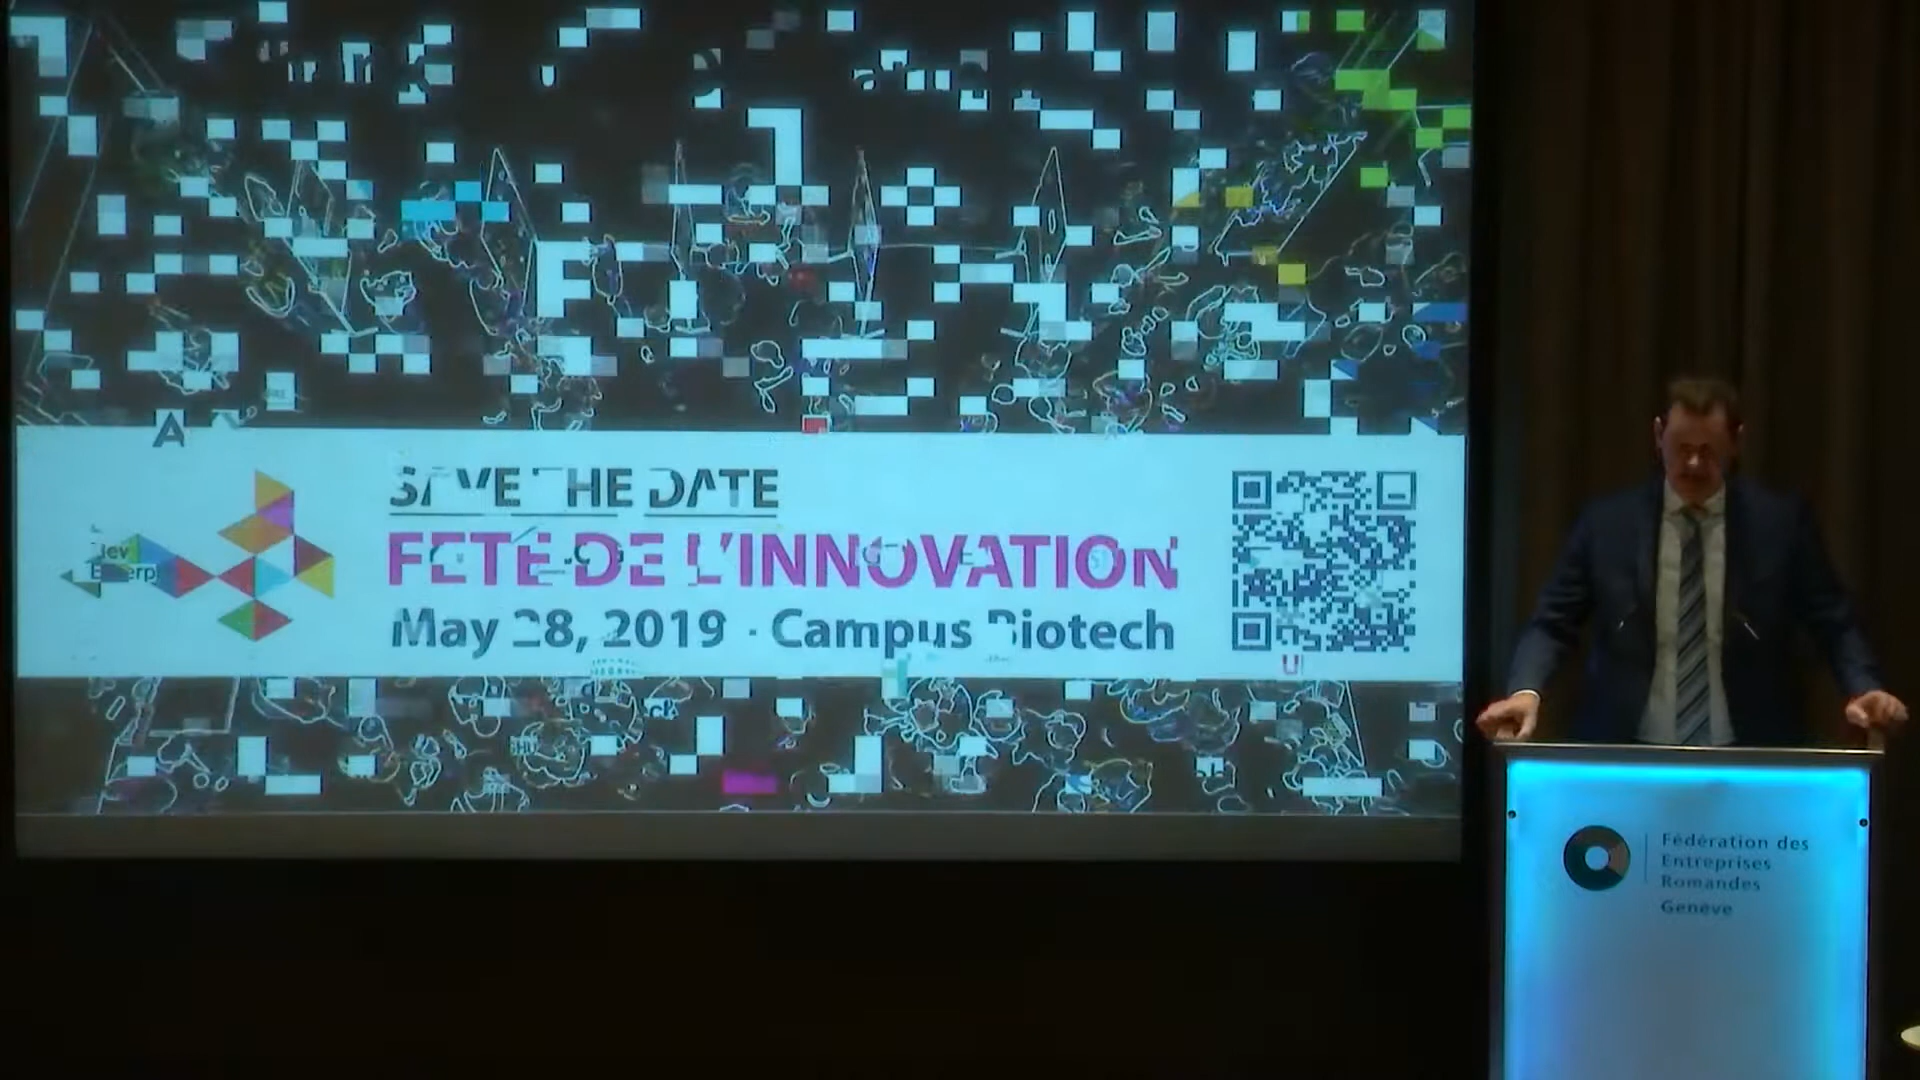 SAVE THE DATE
FETE DE L'INNOVATION
May 28, 2019 - Campus Biotech
Fédération des
Entreprises
Romandes
Genève